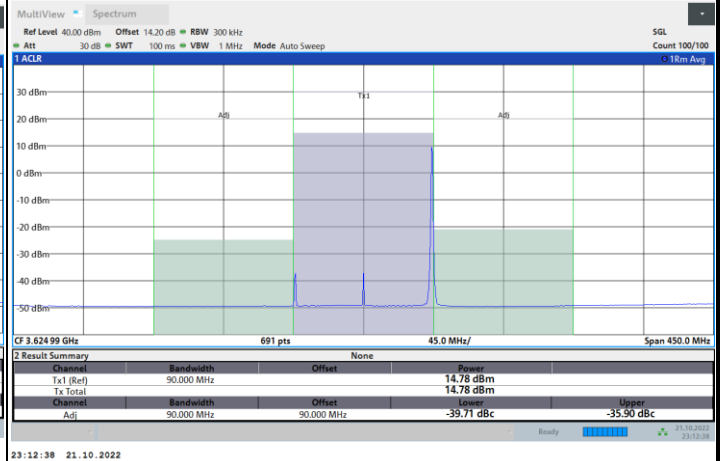 MultiView Spectrum
Ref Level 40.00 dBm Offset 14.20 dB RBW 300 kHz SGL
Att 30 dB SWT 100 ms VBW 1 MHz Mode Auto Sweep Count 100/100
1 ACLR 1Rm Avg
30 dBm
Tx1
20 dBm
Adj Adj
10 dBm
0 dBm
-10 dBm
-20 dBm
-30 dBm
-40 dBm
-50 dBm
CF 3.624 99 GHz 691 pts 45.0 MHz/ Span 450.0 MHz
2 Result Summary None
Channel Bandwidth Offset Power
Tx1 (Ref) 90.000 MHz 14.78 dBm
Tx Total 14.78 dBm
Channel Bandwidth Offset Lower Upper
Adj 90.000 MHz 90.000 MHz -39.71 dBc -35.90 dBc
Ready 21.10.2022
23:12:38
23:12:38 21.10.2022